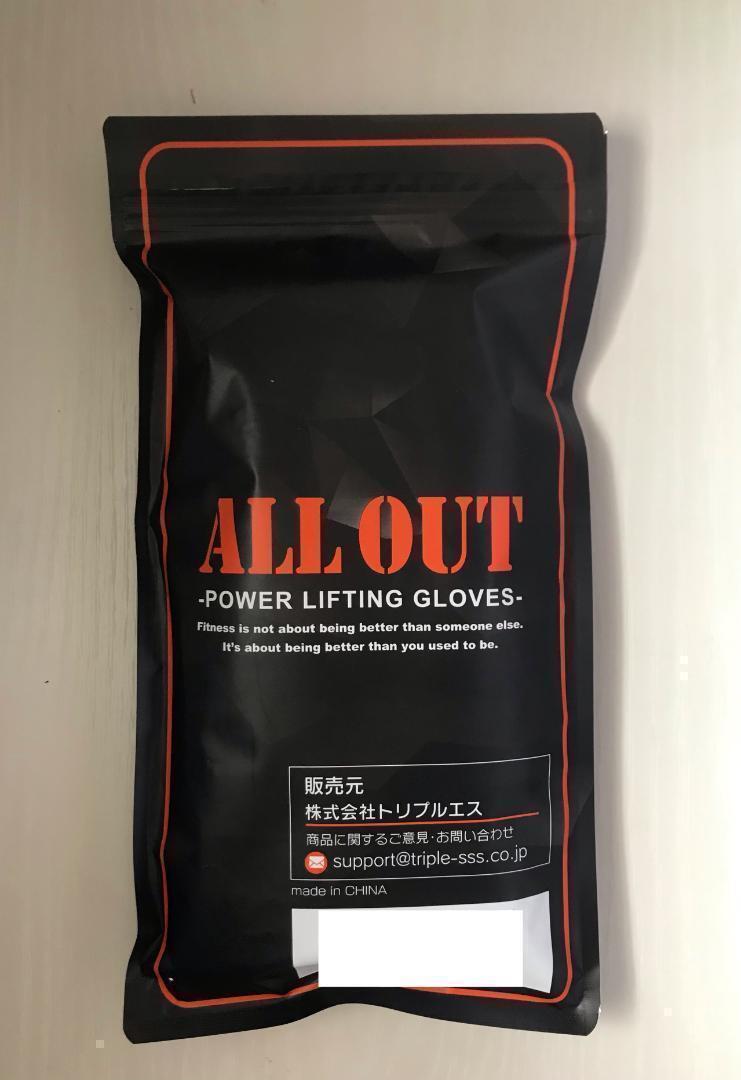 ALL OUT
-POWER LIFTING GLOVES-
Fitness is not about being better than someone else.
It's about being better than you used to be.
販売元
株式会社トリプルエス
商品に関するご意見・お問い合わせ
support@triple-sss.co.jp
made in CHINA